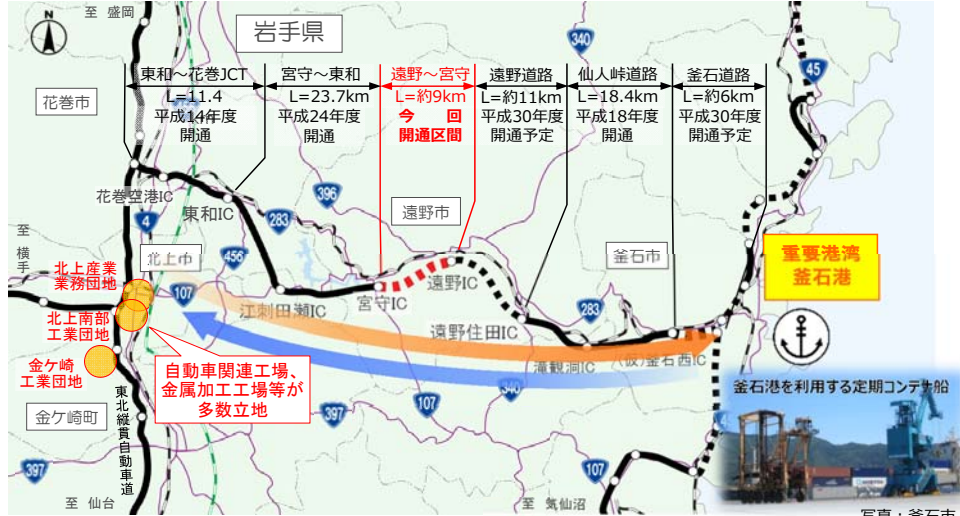 至 盛岡
N
岩手県
340
45
花巻市
東和～花巻JCT
L=11.4
平成14年度
開通
宮守～東和
L=23.7km
平成24年度
開通
遠野～宮守
L=約9km
今 回
開通区間
遠野道路
L=約11km
平成30年度
開通予定
仙人峠道路
L=18.4km
平成18年度
開通
釜石道路
L=約6km
平成30年度
開通予定
花巻空港IC
東和IC
396
283
4
456
遠野市
釜石市
至 横手
北上市
北上産業
業務団地
107
北上南部
工業団地
江刺田瀬IC
宮守IC
遠野IC
遠野住田IC
283
滝観洞IC
(仮)釜石西IC
重要港湾
釜石港
金ケ崎
工業団地
自動車関連工場、
金属加工工場等が
多数立地
340
107
397
金ケ崎町
東北縦貫自動車道
397
107
至 仙台
至 気仙沼
釜石港を利用する定期コンテナ船
写真：釜石市